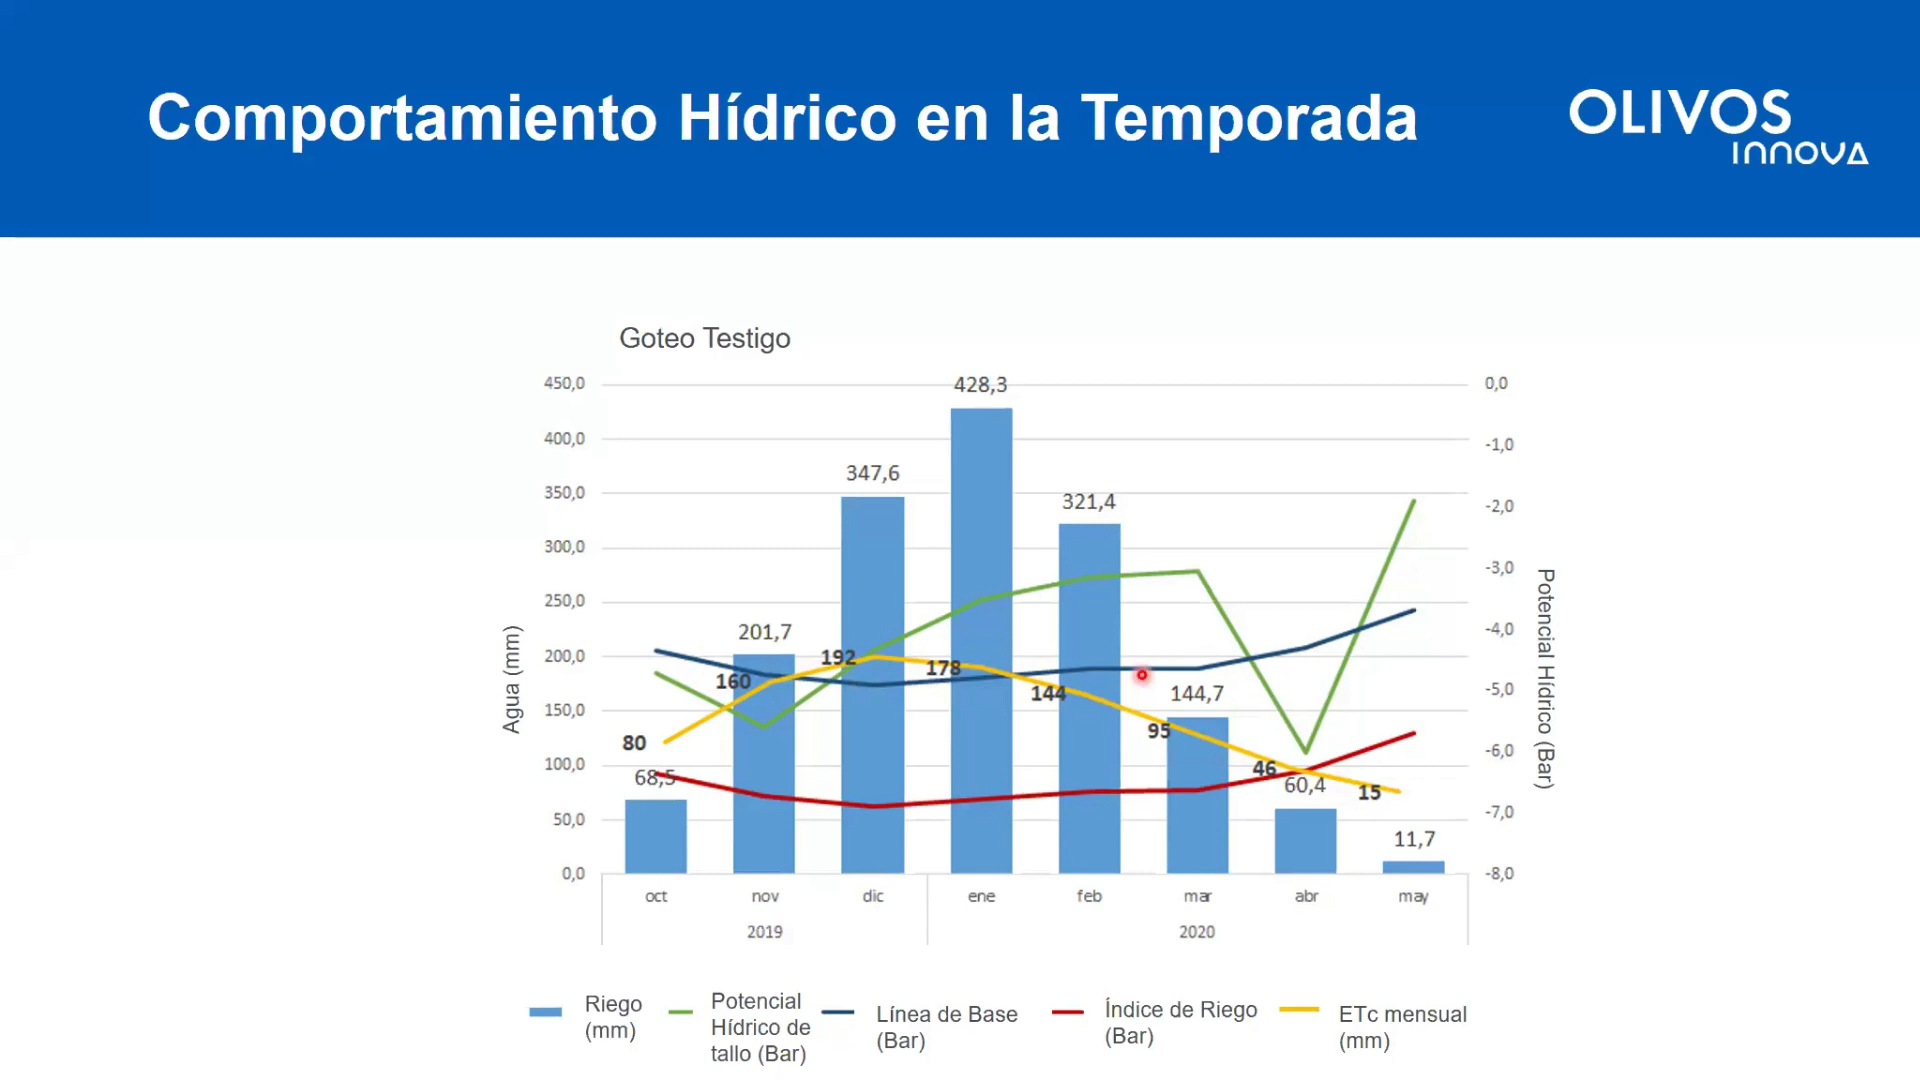 Comportamiento Hídrico en la Temporada
OLIVOS
INNOVA
Goteo Testigo
450,0
400,0
350,0
300,0
250,0
200,0
150,0
100,0
50,0
0,0
Agua (mm)
428,3
347,6
321,4
201,7
192
178
160
144
144,7
95
80
68,5
46
60,4
15
11,7
0,0
-1,0
-2,0
-3,0
-4,0
-5,0
-6,0
-7,0
-8,0
Potencial Hídrico (Bar)
oct nov dic ene feb mar abr may
2019 2020
Riego
(mm)
Potencial
Hídrico de
tallo (Bar)
Línea de Base
(Bar)
Índice de Riego
(Bar)
ETc mensual
(mm)